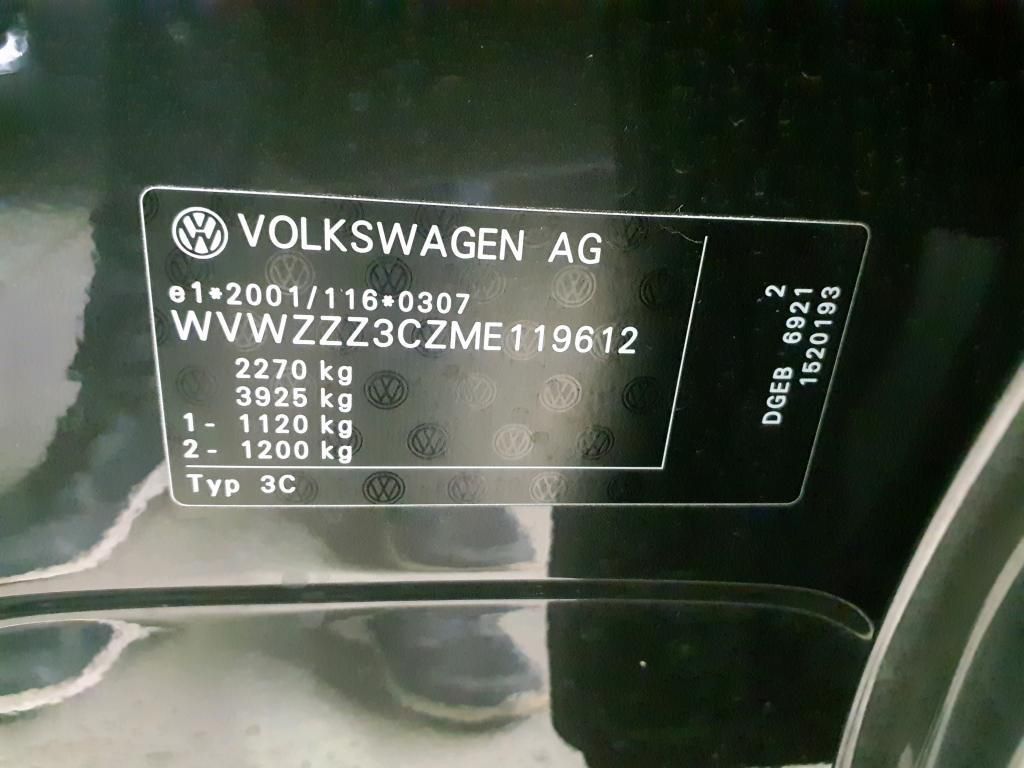 VOLKSWAGEN AG
e1*2001/116*0307
WVWZZZ3CZME119612
2270 kg
3925 kg
1- 1120 kg
2- 1200 kg
Typ 3C
2
DGEB 6921
1520193